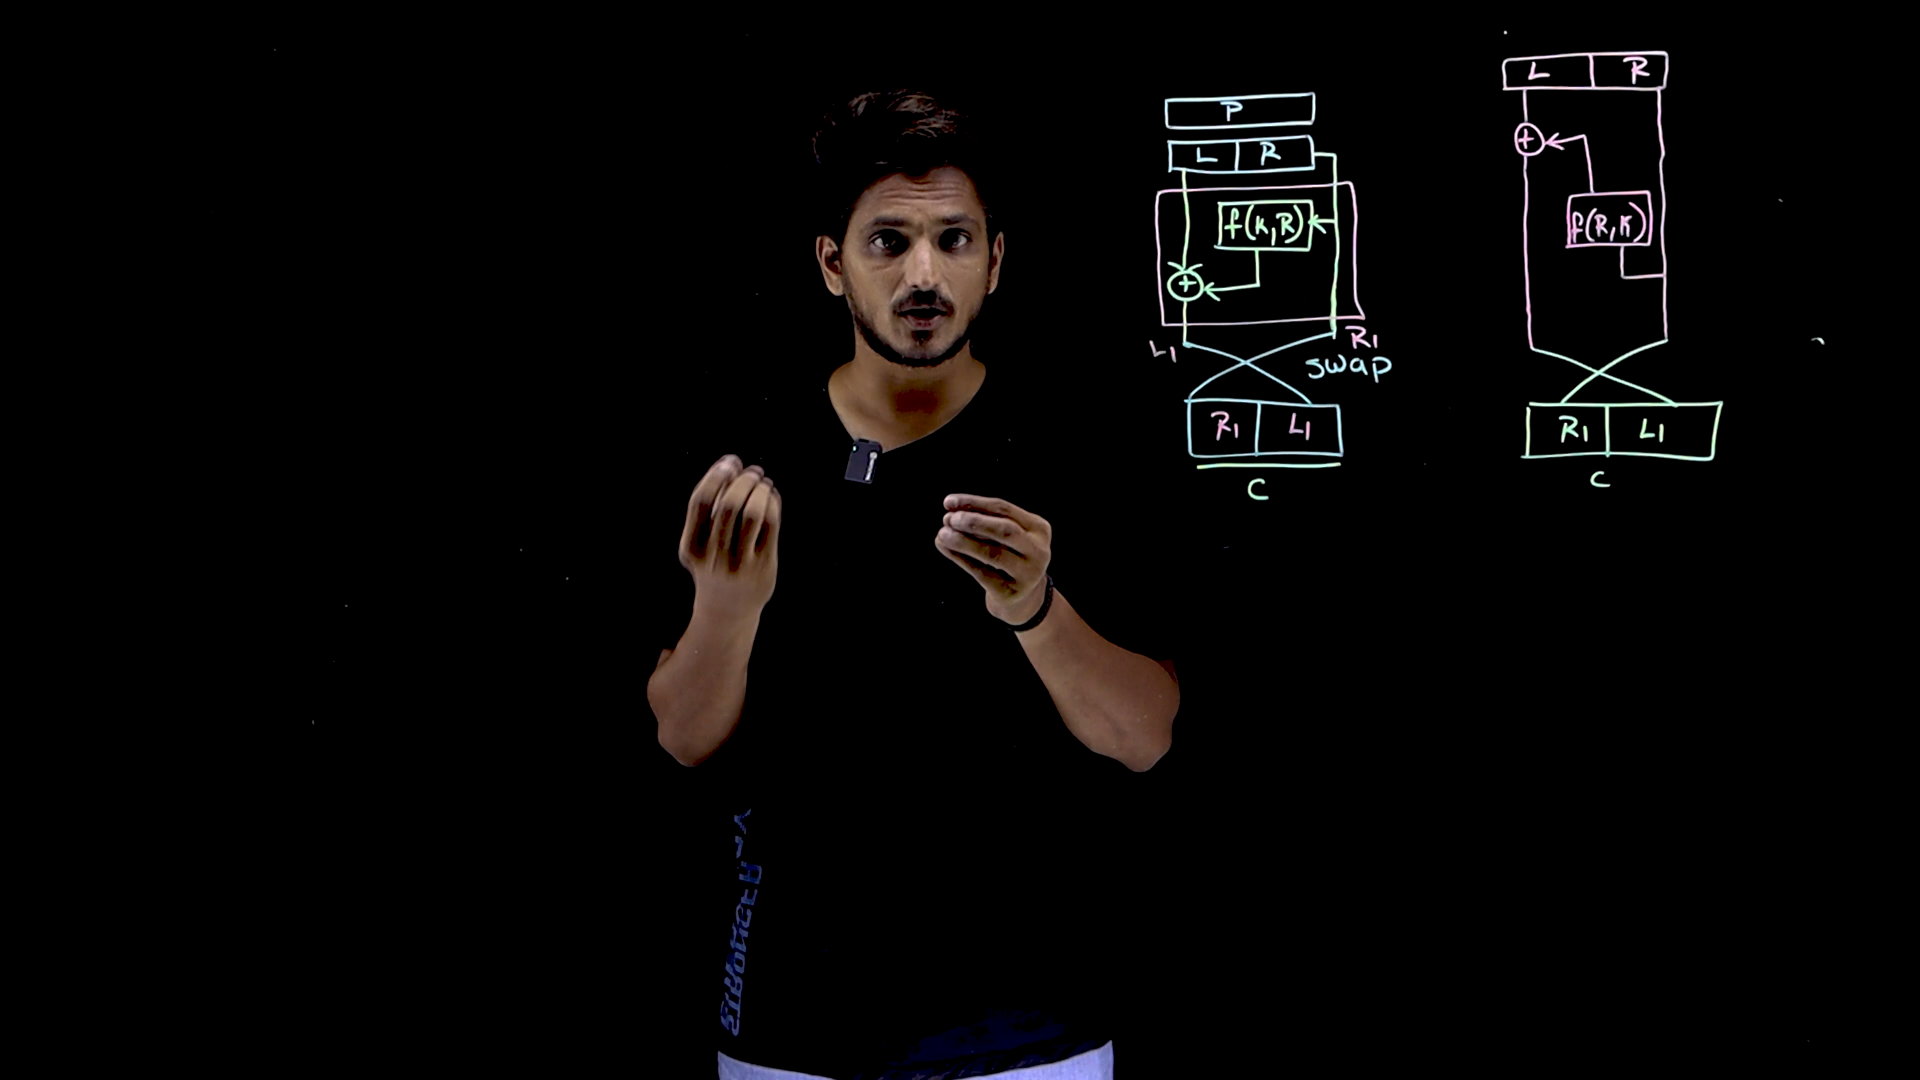 P
L R
f(K,R)
+
L1 R1
swap
R1 L1
C
L R
+
f(R,K)
R1 L1
C